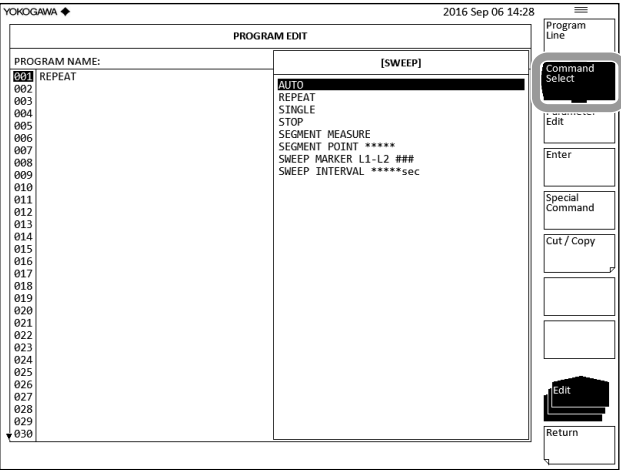 YOKOGAWA ◆ 2016 Sep 06 14:28
PROGRAM EDIT
PROGRAM NAME:
001 REPEAT
002
003
004
005
006
007
008
009
010
011
012
013
014
015
016
017
018
019
020
021
022
023
024
025
026
027
028
029
▼030
[SWEEP]
AUTO
REPEAT
SINGLE
STOP
SEGMENT MEASURE
SEGMENT POINT *****
SWEEP MARKER L1-L2 ###
SWEEP INTERVAL *****sec
Program
Line
Command
Select
Parameter
Edit
Enter
Special
Command
Cut / Copy
Edit
Return